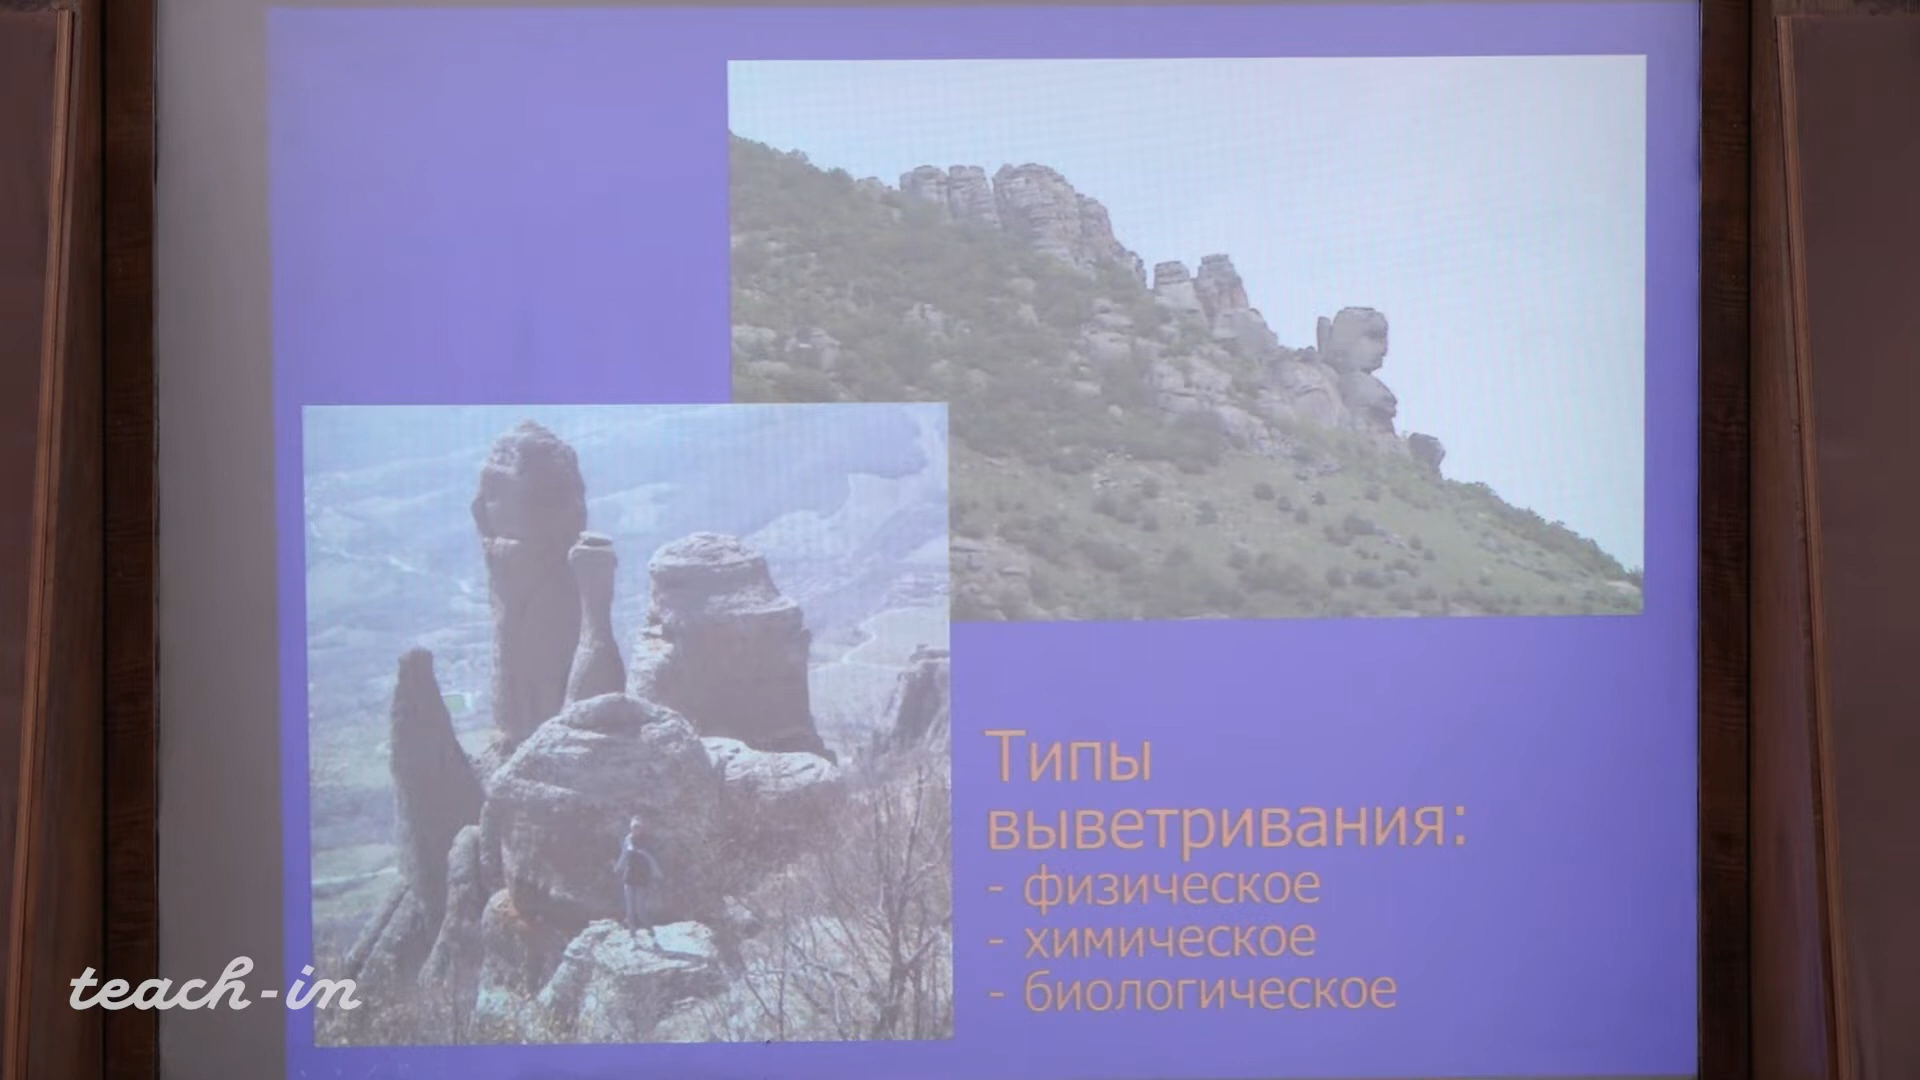 Типы
выветривания:
- физическое
- химическое
- биологическое
teach-in